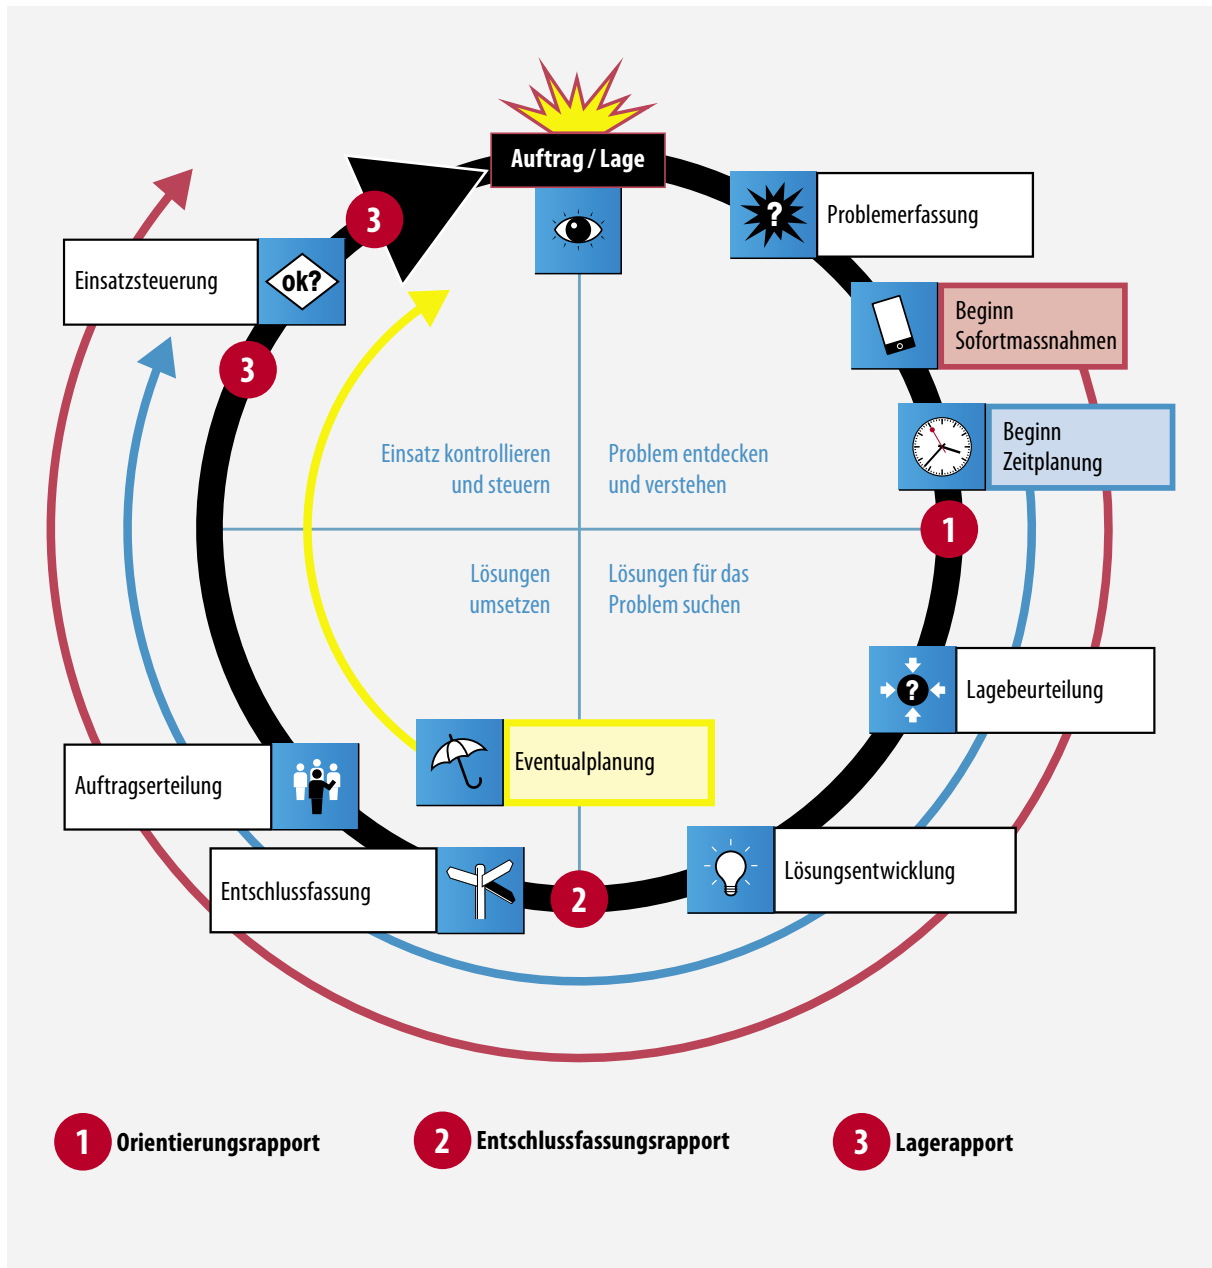 Auftrag / Lage
?
Problemerfassung
Beginn
Sofortmassnahmen
Beginn
Zeitplanung
1
?
Lagebeurteilung
Lösungsentwicklung
2
Entschlussfassung
Auftragserteilung
Eventualplanung
3
Einsatzsteuerung
ok?
3
Einsatz kontrollieren
und steuern
Problem entdecken
und verstehen
Lösungen
umsetzen
Lösungen für das
Problem suchen
1 Orientierungsrapport
2 Entschlussfassungsrapport
3 Lagerapport